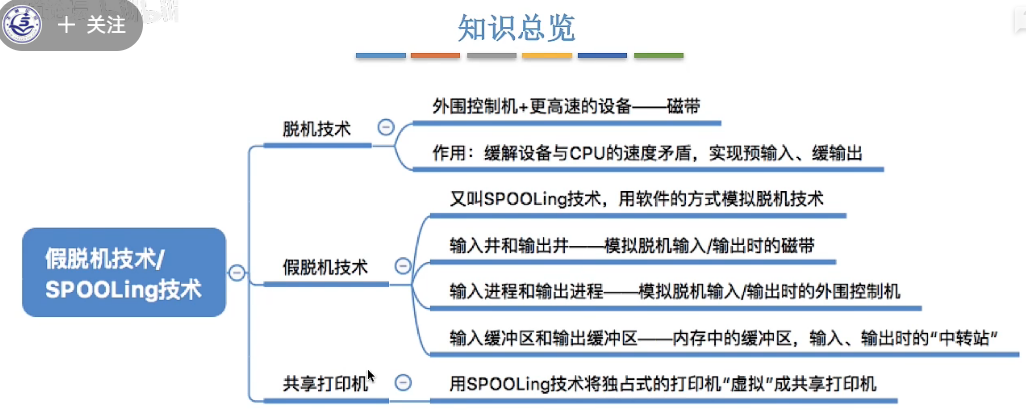 + 关注
知识总览
外围控制机+更高速的设备——磁带
脱机技术
作用：缓解设备与CPU的速度矛盾，实现预输入、缓输出
又叫SPOOLing技术，用软件的方式模拟脱机技术
输入井和输出井——模拟脱机输入/输出时的磁带
假脱机技术/
SPOOLing技术
假脱机技术
输入进程和输出进程——模拟脱机输入/输出时的外围控制机
输入缓冲区和输出缓冲区——内存中的缓冲区，输入、输出时的“中转站”
共享打印机
用SPOOLing技术将独占式的打印机“虚拟”成共享打印机